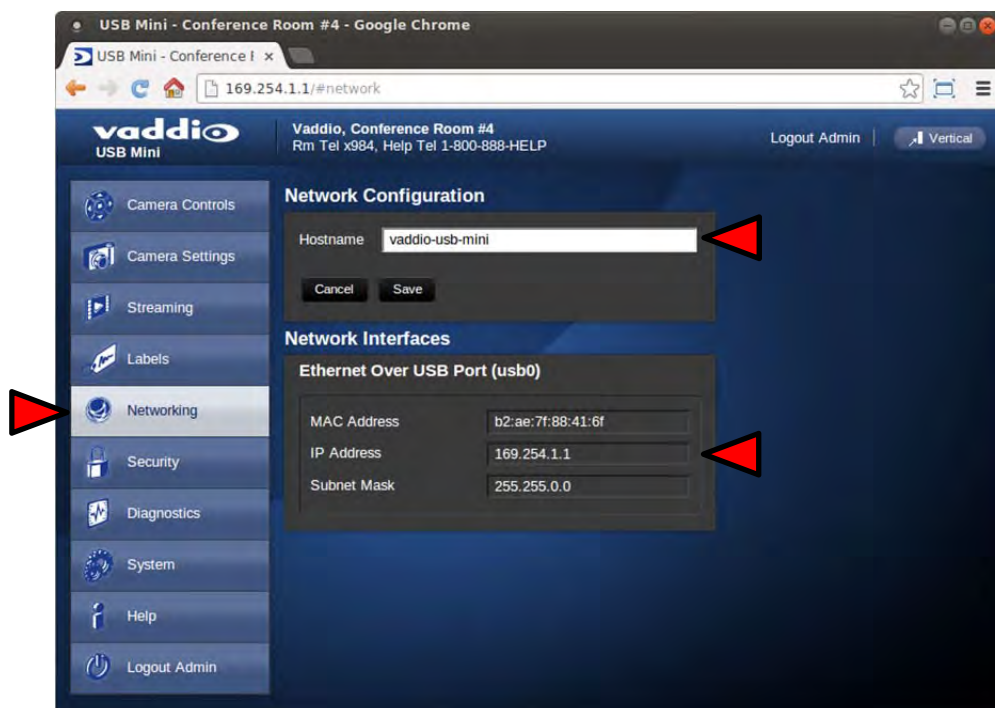 USB Mini - Conference Room #4 - Google Chrome
USB Mini - Conference
169.254.1.1/#network
vaddio
USB Mini
Vaddio, Conference Room #4
Rm Tel x984, Help Tel 1-800-888-HELP
Logout Admin
Vertical
Camera Controls
Camera Settings
Streaming
Labels
Networking
Security
Diagnostics
System
Help
Logout Admin
Network Configuration
Hostname vaddio-usb-mini
Cancel Save
Network Interfaces
Ethernet Over USB Port (usb0)
MAC Address b2:ae:7f:88:41:6f
IP Address 169.254.1.1
Subnet Mask 255.255.0.0